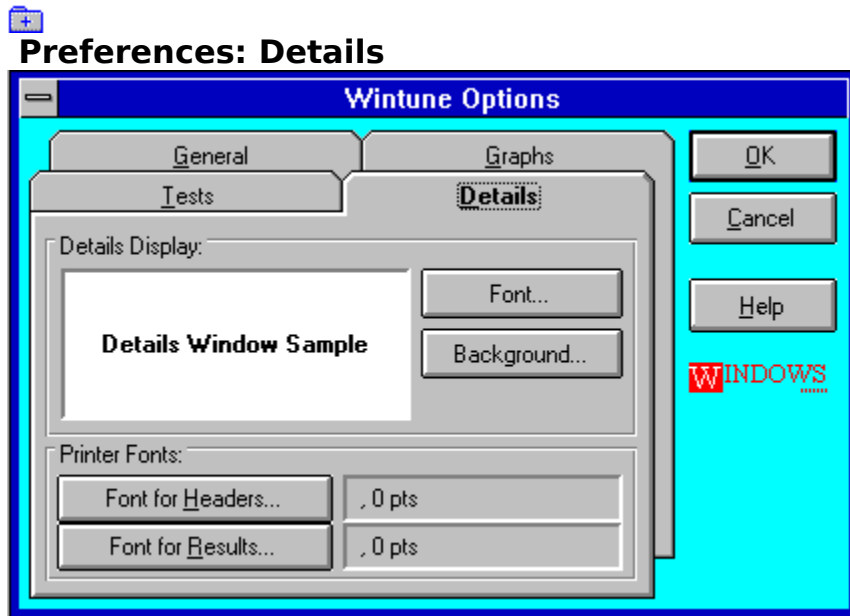 Preferences: Details
Wintune Options
General Graphs
Tests Details
OK
Cancel
Help
WINDOWS
Details Display:
Details Window Sample
Font...
Background...
Printer Fonts:
Font for Headers... , 0 pts
Font for Results... , 0 pts